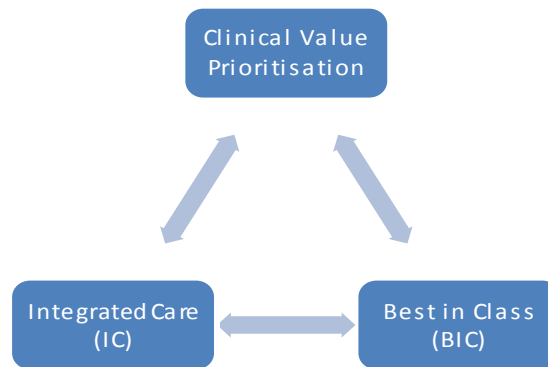 Clinical Value
Prioritisation
Integrated Care
(IC)
Best in Class
(BIC)